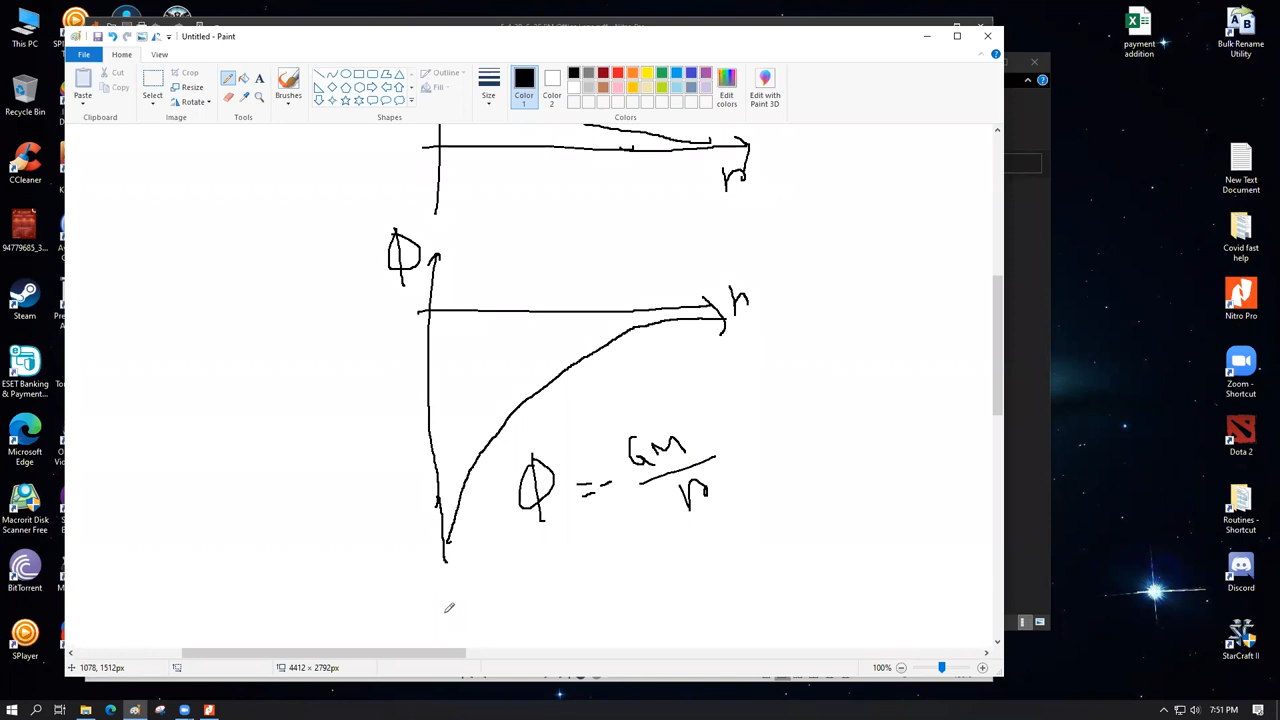 This PC
Recycle Bin
CCleaner
94779685_3...
Steam
ESET Banking
& Payment...
Microsoft
Edge
Macrorit Disk
Scanner Free
BitTorrent
SPlayer
Untitled - Paint
File
Home
View
Paste
Cut
Copy
Clipboard
Select
Crop
Resize
Rotate
Image
A
Tools
Brushes
Outline
Fill
Shapes
Size
Color
1
Color
2
Edit
colors
Edit with
Paint 3D
Colors
r
Φ
r
Φ = - GM
r
1078, 1512px
4412 × 2792px
100%
payment
addition
Bulk Rename
Utility
New Text
Document
Covid fast
help
Nitro Pro
Zoom -
Shortcut
Dota 2
Routines -
Shortcut
Discord
StarCraft II
7:51 PM